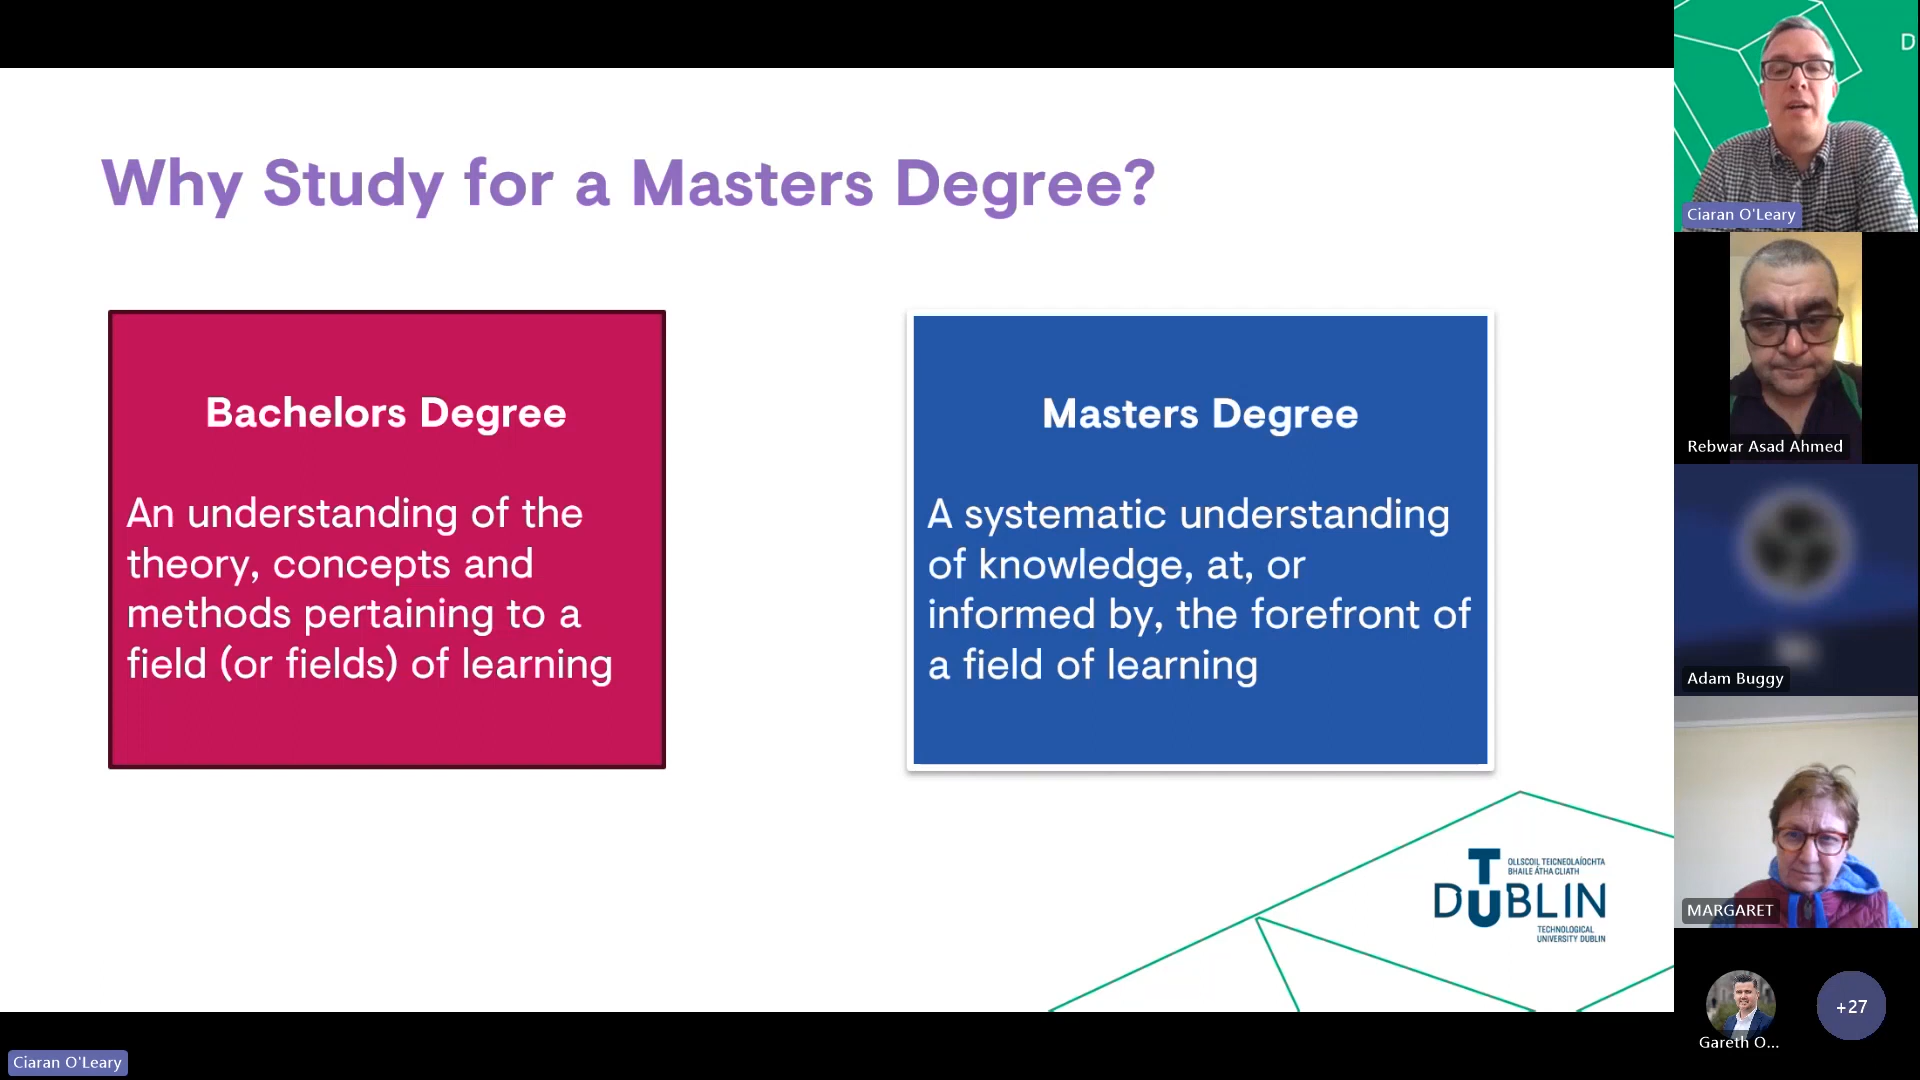 Why Study for a Masters Degree?
Bachelors Degree
An understanding of the
theory, concepts and
methods pertaining to a
field (or fields) of learning
Masters Degree
A systematic understanding
of knowledge, at, or
informed by, the forefront of
a field of learning
OLLSCOIL TEICNEOLAÍOCHTA
BHAILE ÁTHA CLIATH
TU DUBLIN
TECHNOLOGICAL
UNIVERSITY DUBLIN
D
Ciaran O'Leary
Rebwar Asad Ahmed
Adam Buggy
MARGARET
Gareth O...
+27
Ciaran O'Leary